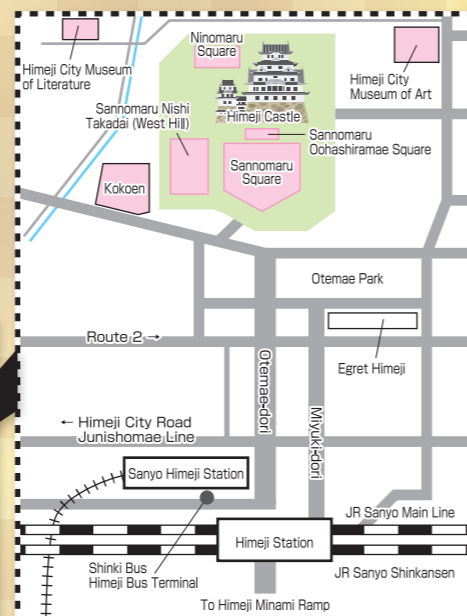 Ninomaru
Square
Himeji City Museum
of Literature
Himeji City
Museum of Art
Sannomaru Nishi
Takadai (West Hill)
Himeji Castle
Sannomaru
Oohashiramae Square
Kokoen
Sannomaru
Square
Otemae Park
Route 2 →
Egret Himeji
Otemae-dori
Miyuki-dori
← Himeji City Road
Junishomae Line
Sanyo Himeji Station
JR Sanyo Main Line
Himeji Station
Shinki Bus
Himeji Bus Terminal
JR Sanyo Shinkansen
To Himeji Minami Ramp